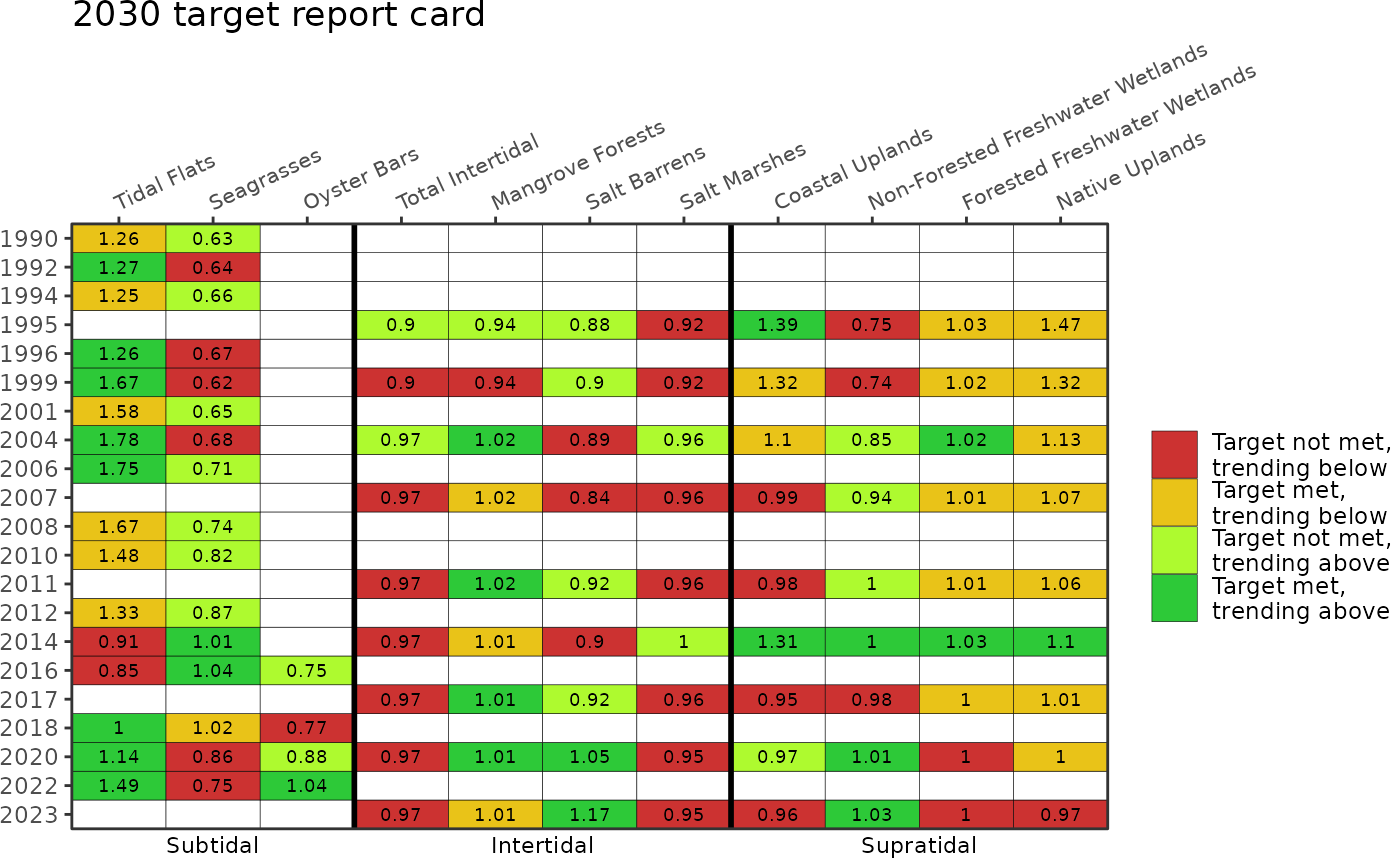 2030 target report card
Tidal Flats
Seagrasses
Oyster Bars
Total Intertidal
Mangrove Forests
Salt Barrens
Salt Marshes
Coastal Uplands
Non-Forested Freshwater Wetlands
Forested Freshwater Wetlands
Native Uplands
1990 1.26 0.63
1992 1.27 0.64
1994 1.25 0.66
1995 0.9 0.94 0.88 0.92 1.39 0.75 1.03 1.47
1996 1.26 0.67
1999 1.67 0.62 0.9 0.94 0.9 0.92 1.32 0.74 1.02 1.32
2001 1.58 0.65
2004 1.78 0.68 0.97 1.02 0.89 0.96 1.1 0.85 1.02 1.13
2006 1.75 0.71
2007 0.97 1.02 0.84 0.96 0.99 0.94 1.01 1.07
2008 1.67 0.74
2010 1.48 0.82
2011 0.97 1.02 0.92 0.96 0.98 1 1.01 1.06
2012 1.33 0.87
2014 0.91 1.01 0.97 1.01 0.9 1 1.31 1 1.03 1.1
2016 0.85 1.04 0.75
2017 0.97 1.01 0.92 0.96 0.95 0.98 1 1.01
2018 1 1.02 0.77
2020 1.14 0.86 0.88 0.97 1.01 1.05 0.95 0.97 1.01 1 1
2022 1.49 0.75 1.04
2023 0.97 1.01 1.17 0.95 0.96 1.03 1 0.97
Subtidal Intertidal Supratidal
Target not met,
trending below
Target met,
trending below
Target not met,
trending above
Target met,
trending above